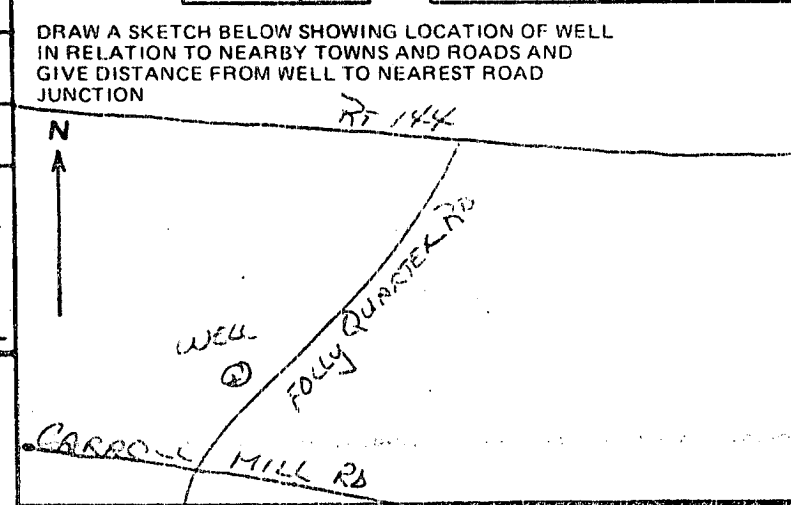 DRAW A SKETCH BELOW SHOWING LOCATION OF WELL
IN RELATION TO NEARBY TOWNS AND ROADS AND
GIVE DISTANCE FROM WELL TO NEAREST ROAD
JUNCTION
RT 144
N
FOLLY QUARTER RD
WELL
CARROLL MILL RD